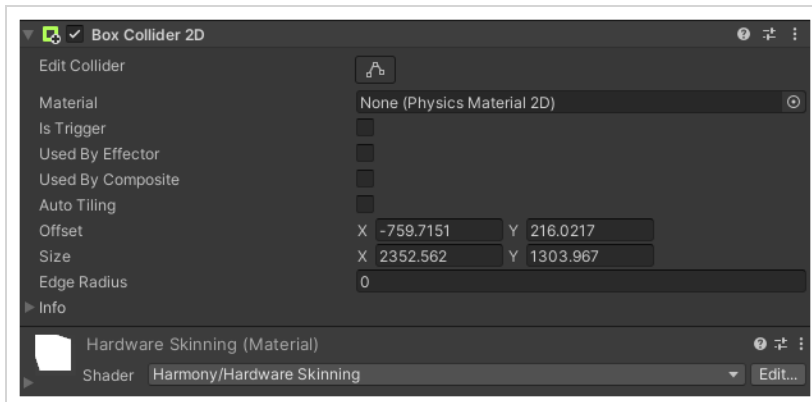 Box Collider 2D
Edit Collider
Material None (Physics Material 2D)
Is Trigger
Used By Effector
Used By Composite
Auto Tiling
Offset X -759.7151 Y 216.0217
Size X 2352.562 Y 1303.967
Edge Radius 0
Info
Hardware Skinning (Material)
Shader Harmony/Hardware Skinning Edit...